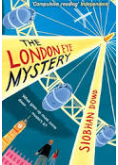 'Compulsive reading' Independent
THE
LONDON EYE
MYSTERY
SIOBHAN DOWD